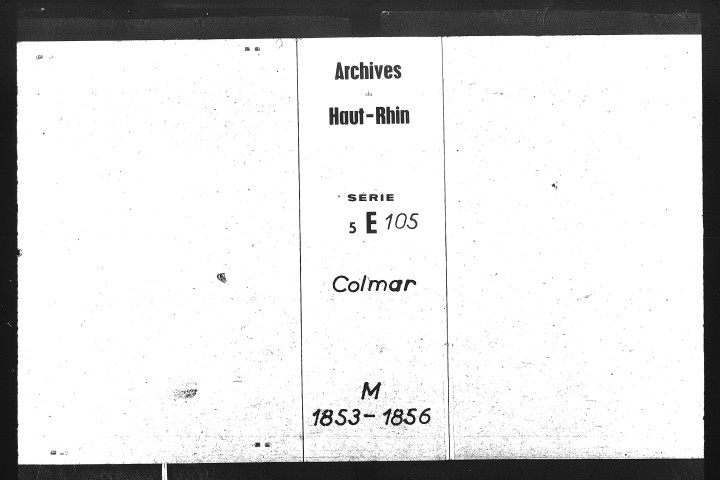 Archives
du
Haut-Rhin
SÉRIE
5 E 105
Colmar
M
1853-1856